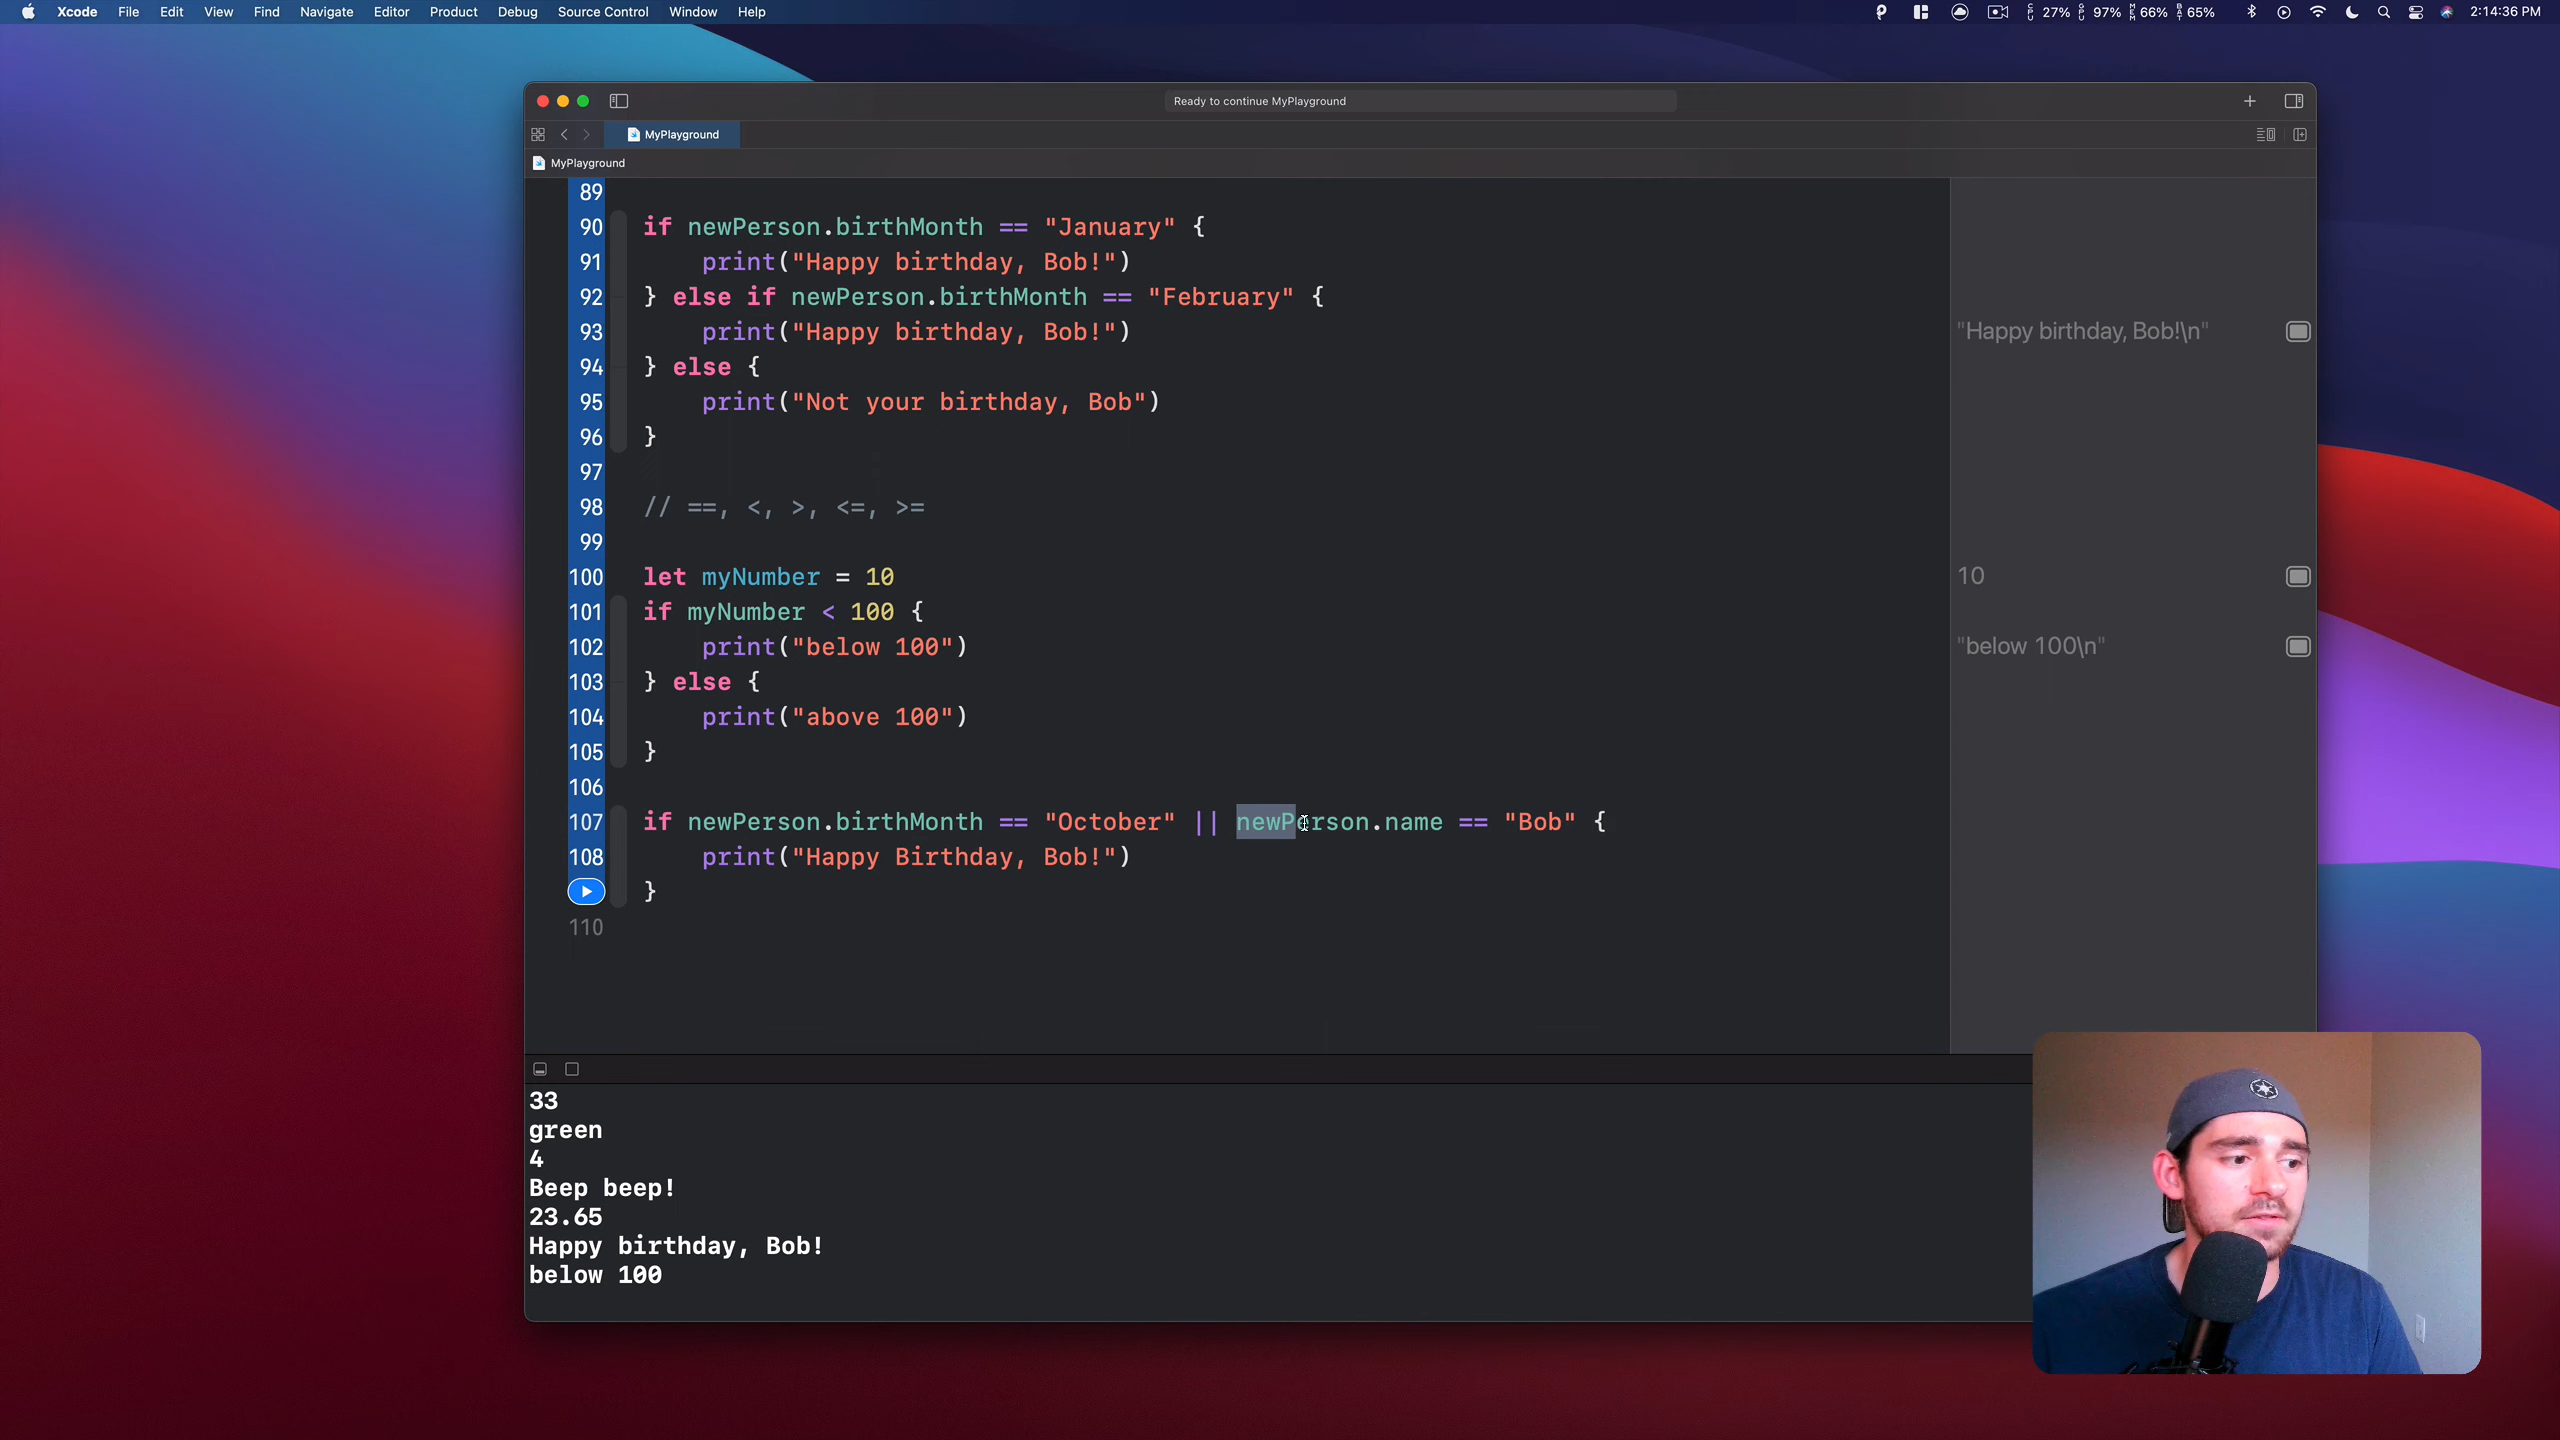 Xcode File Edit View Find Navigate Editor Product Debug Source Control Window Help
CPU 27% GPU 97% MEM 66% BAT 65% 2:14:36 PM
Ready to continue MyPlayground
MyPlayground
MyPlayground
89
90 if newPerson.birthMonth == "January" {
91 print("Happy birthday, Bob!")
92 } else if newPerson.birthMonth == "February" {
93 print("Happy birthday, Bob!") "Happy birthday, Bob!\n"
94 } else {
95 print("Not your birthday, Bob")
96 }
97
98 // ==, <, >, <=, >=
99
100 let myNumber = 10 10
101 if myNumber < 100 {
102 print("below 100") "below 100\n"
103 } else {
104 print("above 100")
105 }
106
107 if newPerson.birthMonth == "October" || newPerson.name == "Bob" {
108 print("Happy Birthday, Bob!")
}
110
33
green
4
Beep beep!
23.65
Happy birthday, Bob!
below 100